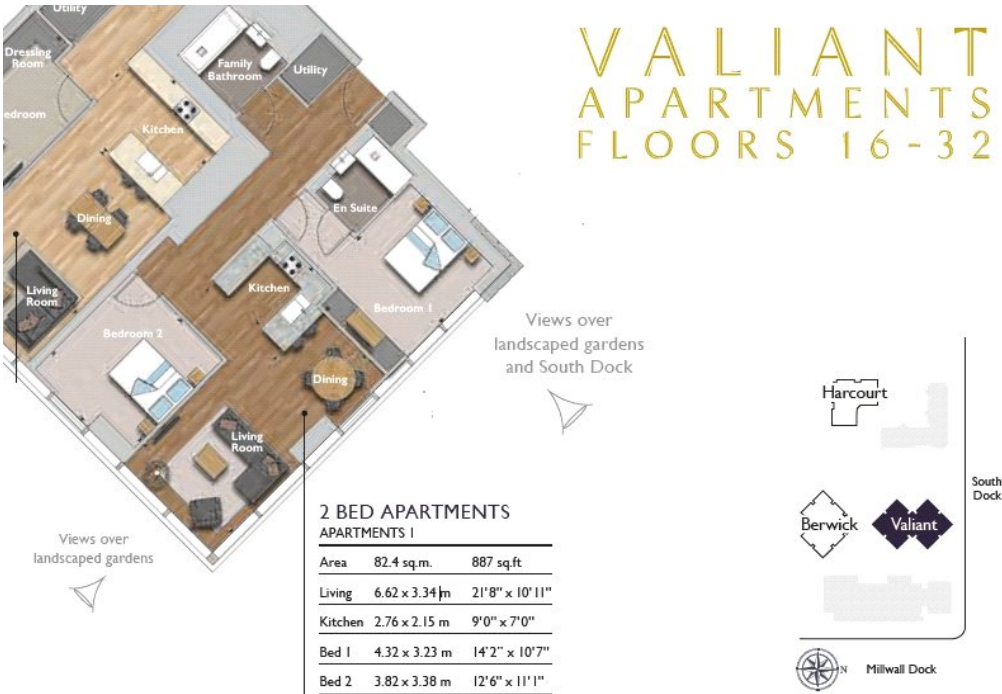 VALIANT
APARTMENTS
FLOORS 16-32
Utility
Dressing
Room
edroom
Kitchen
Dining
Living
Room
Family
Bathroom
Utility
En Suite
Bedroom 1
Kitchen
Bedroom 2
Dining
Living
Room
Views over
landscaped gardens
and South Dock
Views over
landscaped gardens
2 BED APARTMENTS
APARTMENTS 1
Area 82.4 sq.m. 887 sq.ft
Living 6.62 x 3.34 m 21'8" x 10'11"
Kitchen 2.76 x 2.15 m 9'0" x 7'0"
Bed 1 4.32 x 3.23 m 14'2" x 10'7"
Bed 2 3.82 x 3.38 m 12'6" x 11'1"
Harcourt
Berwick
Valiant
South
Dock
N
Millwall Dock